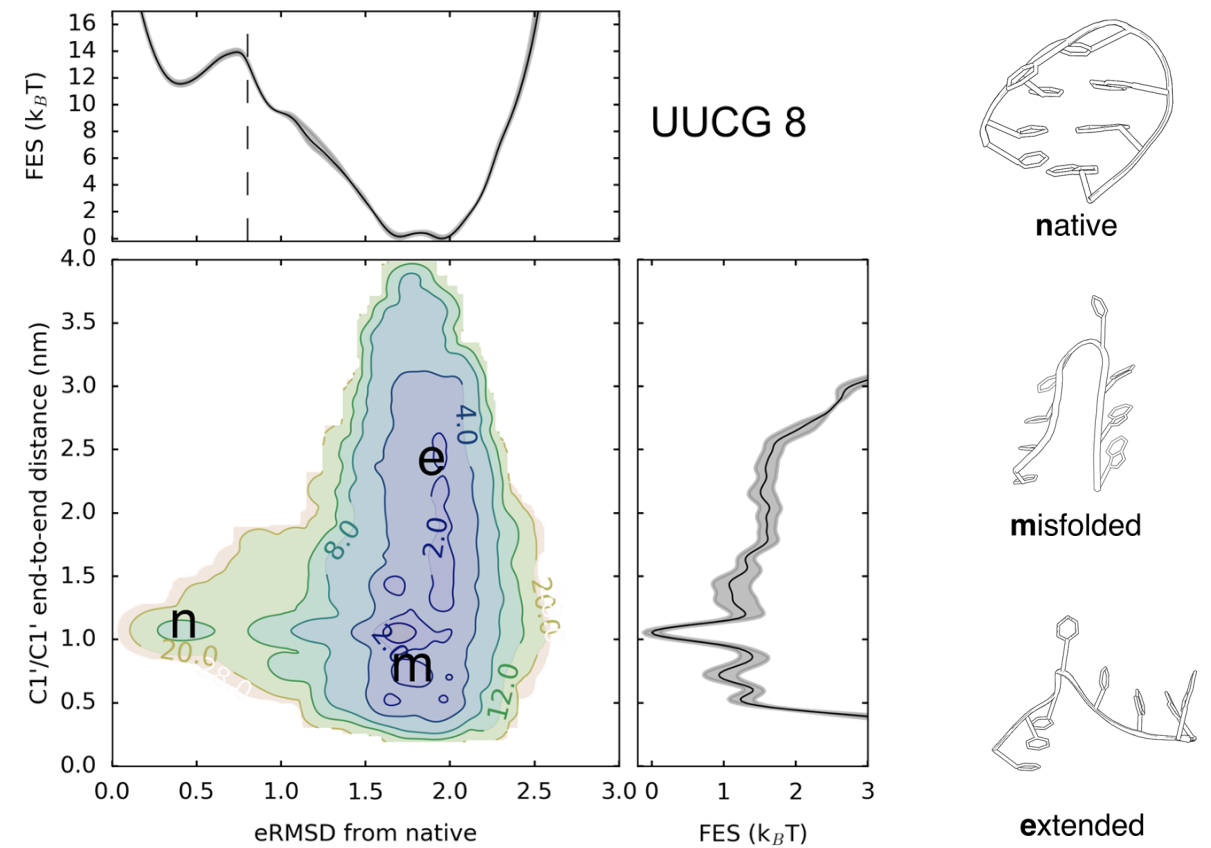 16
14
12
10
8
6
4
2
0
FES (k_BT)
UUCG 8
native
4.0
3.5
3.0
2.5
2.0
1.5
1.0
0.5
0.0
C1'/C1' end-to-end distance (nm)
4.0
e
8.0
2.0
n
20.0
m
12.0
20.0
0.0 0.5 1.0 1.5 2.0 2.5 3.0
eRMSD from native
0 1 2 3
FES (k_BT)
misfolded
extended